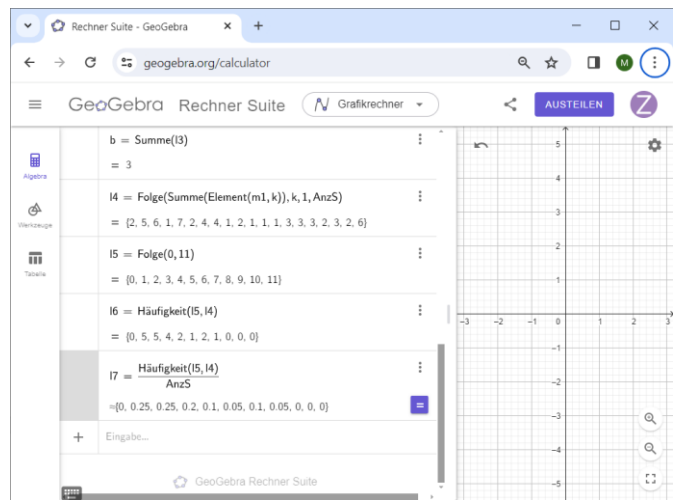 Rechner Suite - GeoGebra
geogebra.org/calculator
M
GeoGebra Rechner Suite
Grafikrechner
AUSTEILEN
Z
Algebra
Werkzeuge
Tabelle
b = Summe(l3)
= 3
l4 = Folge(Summe(Element(m1, k)), k, 1, AnzS)
= {2, 5, 6, 1, 7, 2, 4, 4, 1, 2, 1, 1, 1, 3, 3, 3, 2, 3, 2, 6}
l5 = Folge(0, 11)
= {0, 1, 2, 3, 4, 5, 6, 7, 8, 9, 10, 11}
l6 = Häufigkeit(l5, l4)
= {0, 5, 5, 4, 2, 1, 2, 1, 0, 0, 0}
l7 = Häufigkeit(l5, l4)
AnzS
≈{0, 0.25, 0.25, 0.2, 0.1, 0.05, 0.1, 0.05, 0, 0, 0}
=
+ Eingabe...
GeoGebra Rechner Suite
5
4
3
2
1
−3 −2 −1 0 1 2 3
−1
−2
−3
−4
−5